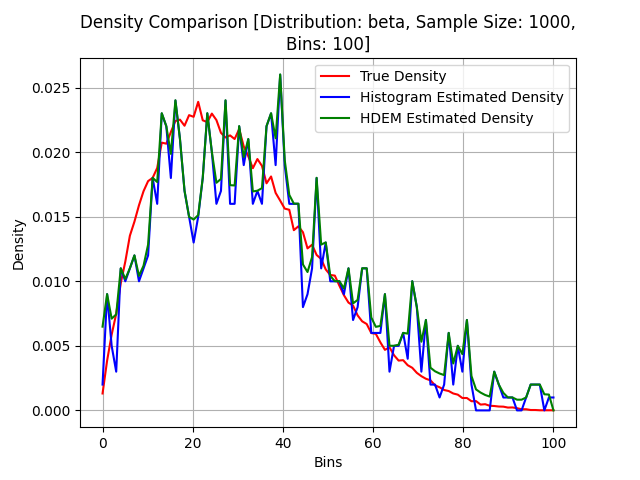 Density Comparison [Distribution: beta, Sample Size: 1000,
Bins: 100]
True Density
Histogram Estimated Density
HDEM Estimated Density
Density
0.025
0.020
0.015
0.010
0.005
0.000
0 20 40 60 80 100
Bins